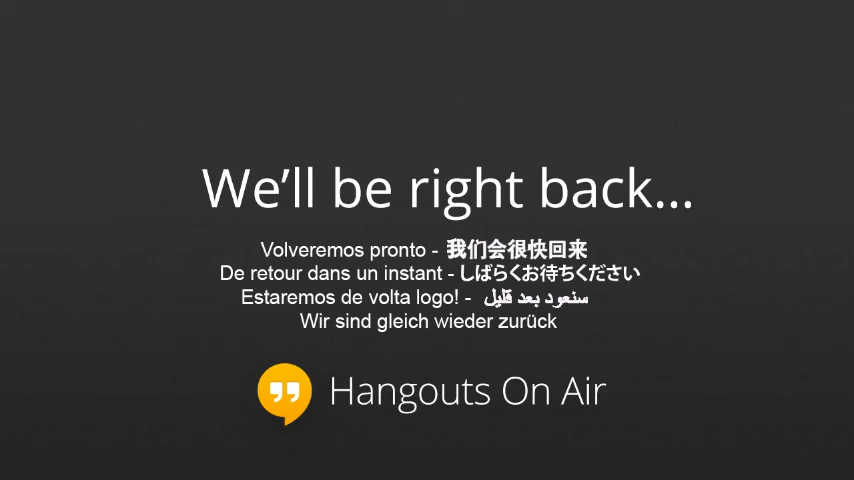 We'll be right back...
Volveremos pronto - 我们会很快回来
De retour dans un instant - しばらくお待ちください
Estaremos de volta logo! - سنعود بعد قليل
Wir sind gleich wieder zurück
Hangouts On Air